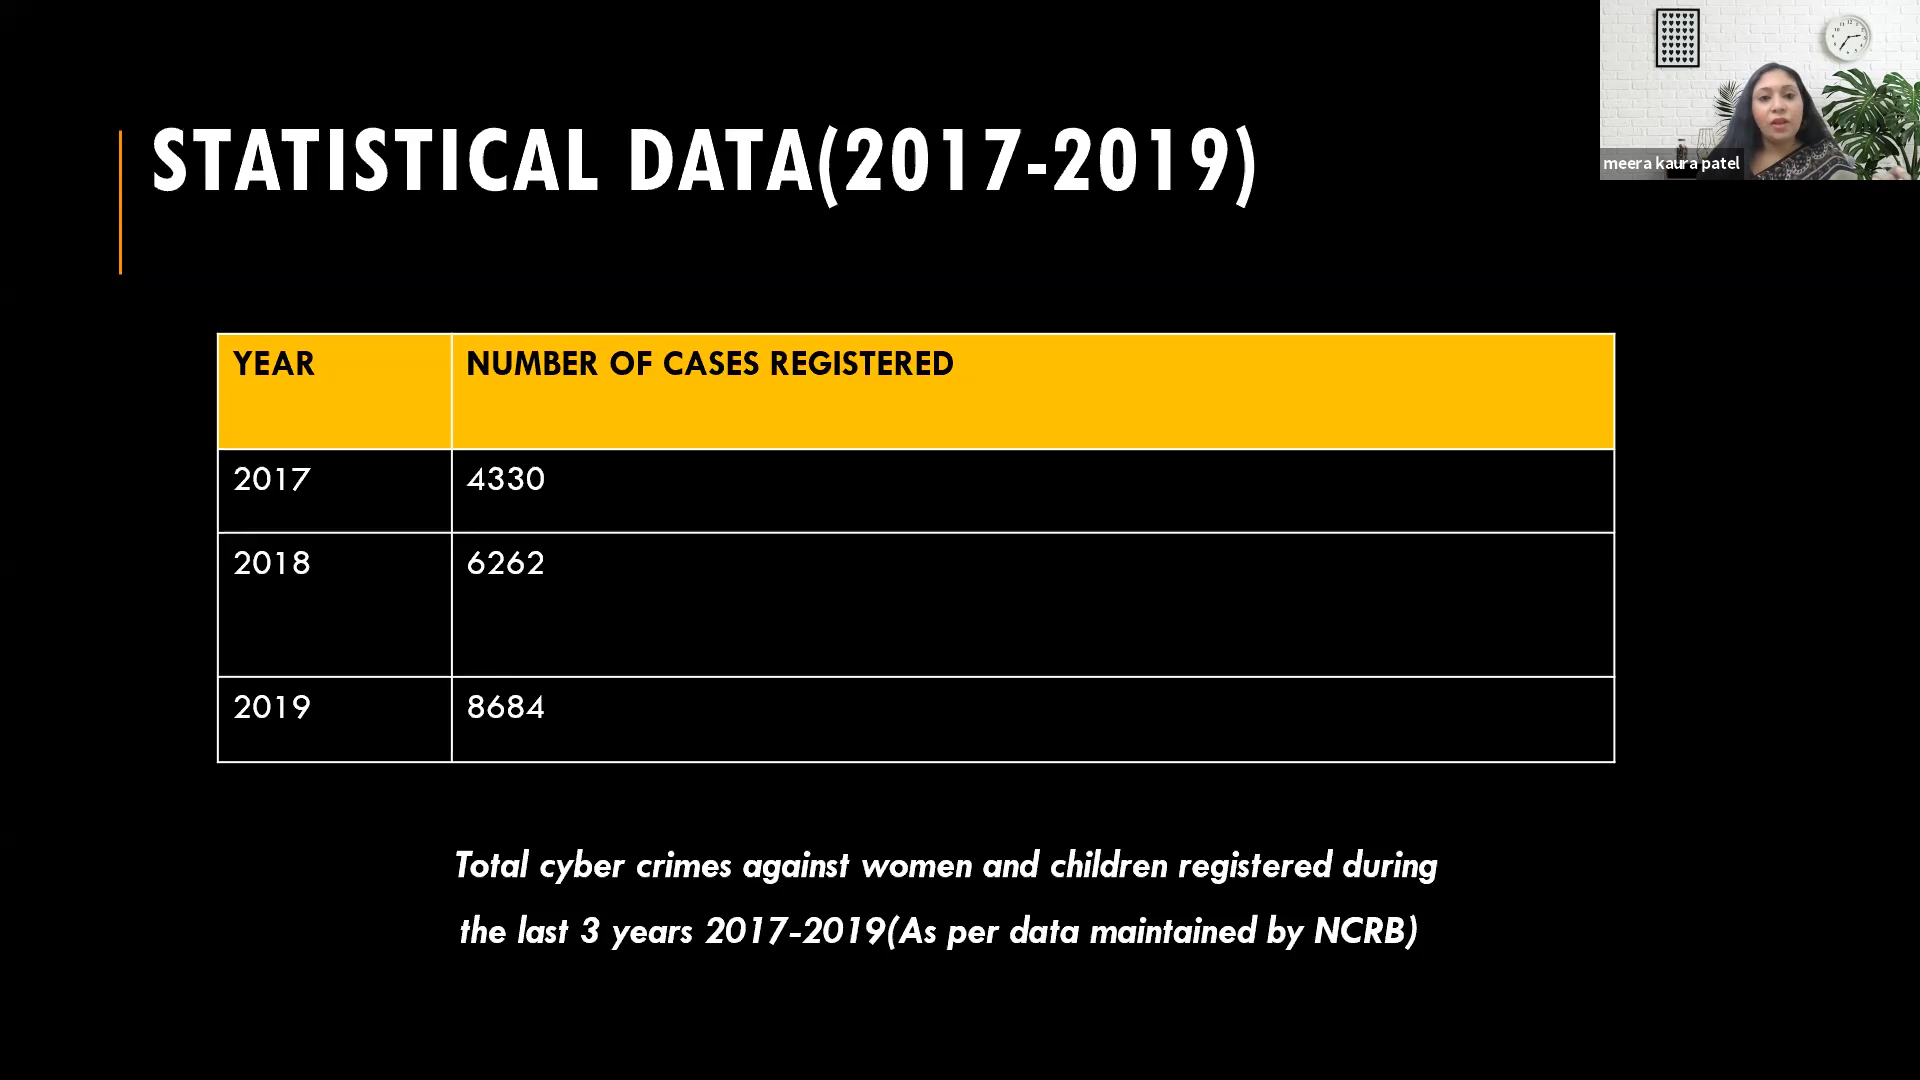 STATISTICAL DATA(2017-2019)
meera kaura patel
YEAR NUMBER OF CASES REGISTERED
2017 4330
2018 6262
2019 8684
Total cyber crimes against women and children registered during
the last 3 years 2017-2019(As per data maintained by NCRB)